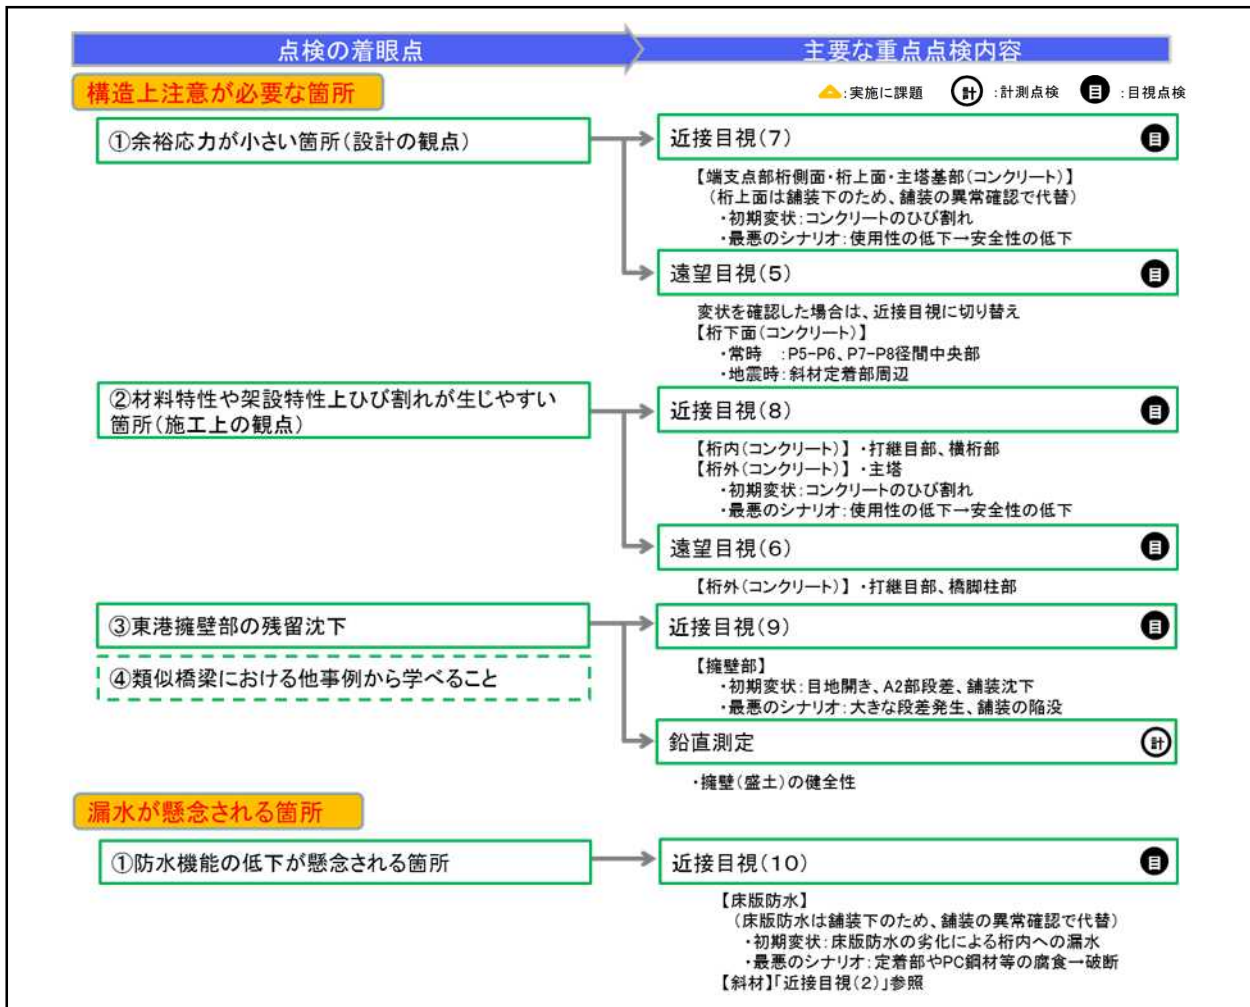 点検の着眼点
主要な重点点検内容
構造上注意が必要な箇所
:実施に課題 計 :計測点検 目 :目視点検
①余裕応力が小さい箇所(設計の観点)
近接目視(7) 目
【端支点部桁側面・桁上面・主塔基部(コンクリート)】
(桁上面は舗装下のため、舗装の異常確認で代替)
・初期変状:コンクリートのひび割れ
・最悪のシナリオ:使用性の低下→安全性の低下
遠望目視(5) 目
変状を確認した場合は、近接目視に切り替え
【桁下面(コンクリート)】
・常時 :P5-P6、P7-P8径間中央部
・地震時:斜材定着部周辺
②材料特性や架設特性上ひび割れが生じやすい
箇所(施工上の観点)
近接目視(8) 目
【桁内(コンクリート)】・打継目部、横桁部
【桁外(コンクリート)】・主塔
・初期変状:コンクリートのひび割れ
・最悪のシナリオ:使用性の低下→安全性の低下
遠望目視(6) 目
【桁外(コンクリート)】・打継目部、橋脚柱部
③東港擁壁部の残留沈下
近接目視(9) 目
④類似橋梁における他事例から学べること
【擁壁部】
・初期変状:目地開き、A2部段差、舗装沈下
・最悪のシナリオ:大きな段差発生、舗装の陥没
鉛直測定 計
・擁壁(盛土)の健全性
漏水が懸念される箇所
①防水機能の低下が懸念される箇所
近接目視(10) 目
【床版防水】
(床版防水は舗装下のため、舗装の異常確認で代替)
・初期変状:床版防水の劣化による桁内への漏水
・最悪のシナリオ:定着部やPC鋼材等の腐食→破断
【斜材】「近接目視(2)」参照